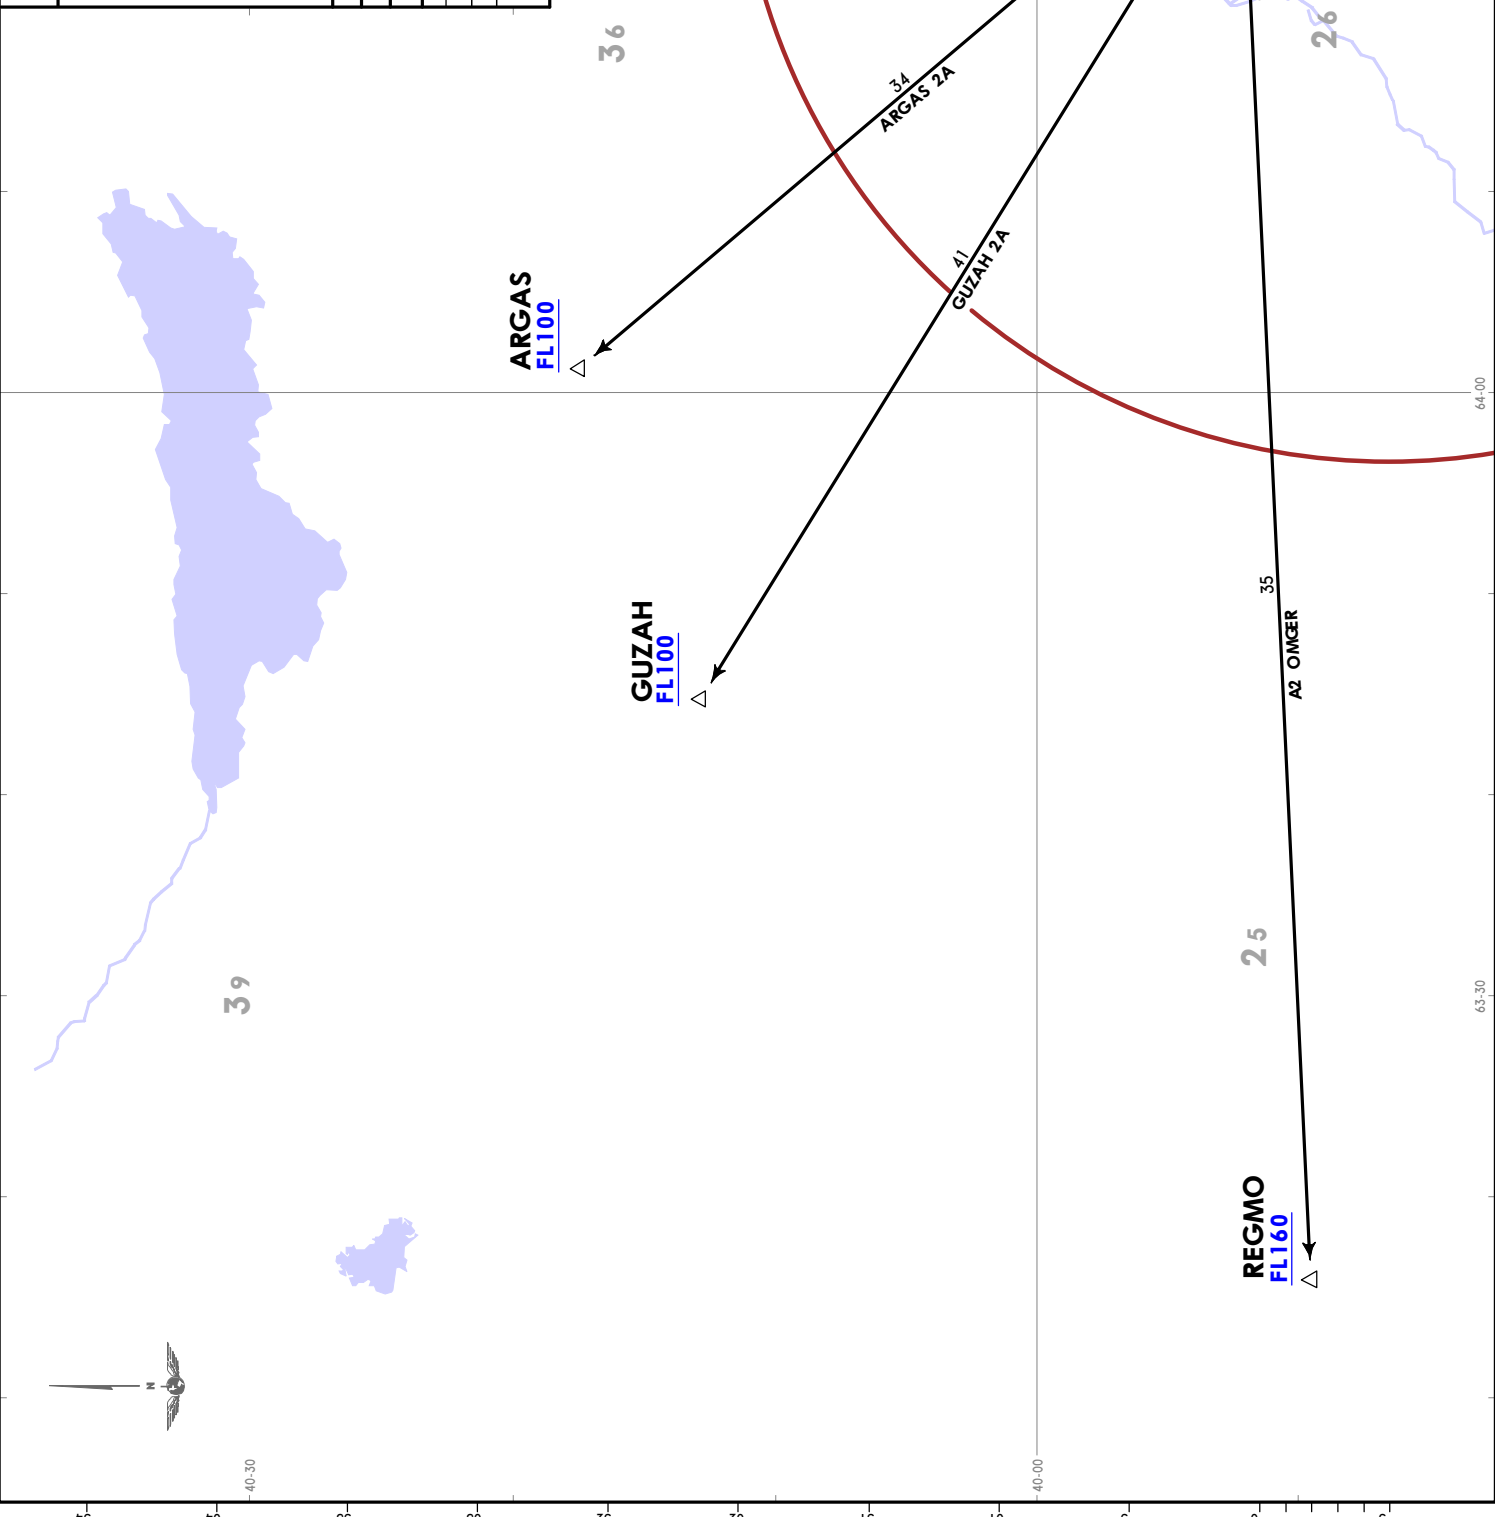 36
26
34
ARGAS 2A
41
GUZAH 2A
ARGAS
FL100
64-00
35
A2 OMGER
GUZAH
FL100
25
39
63-30
REGMO
FL160
N
40-30
40-00